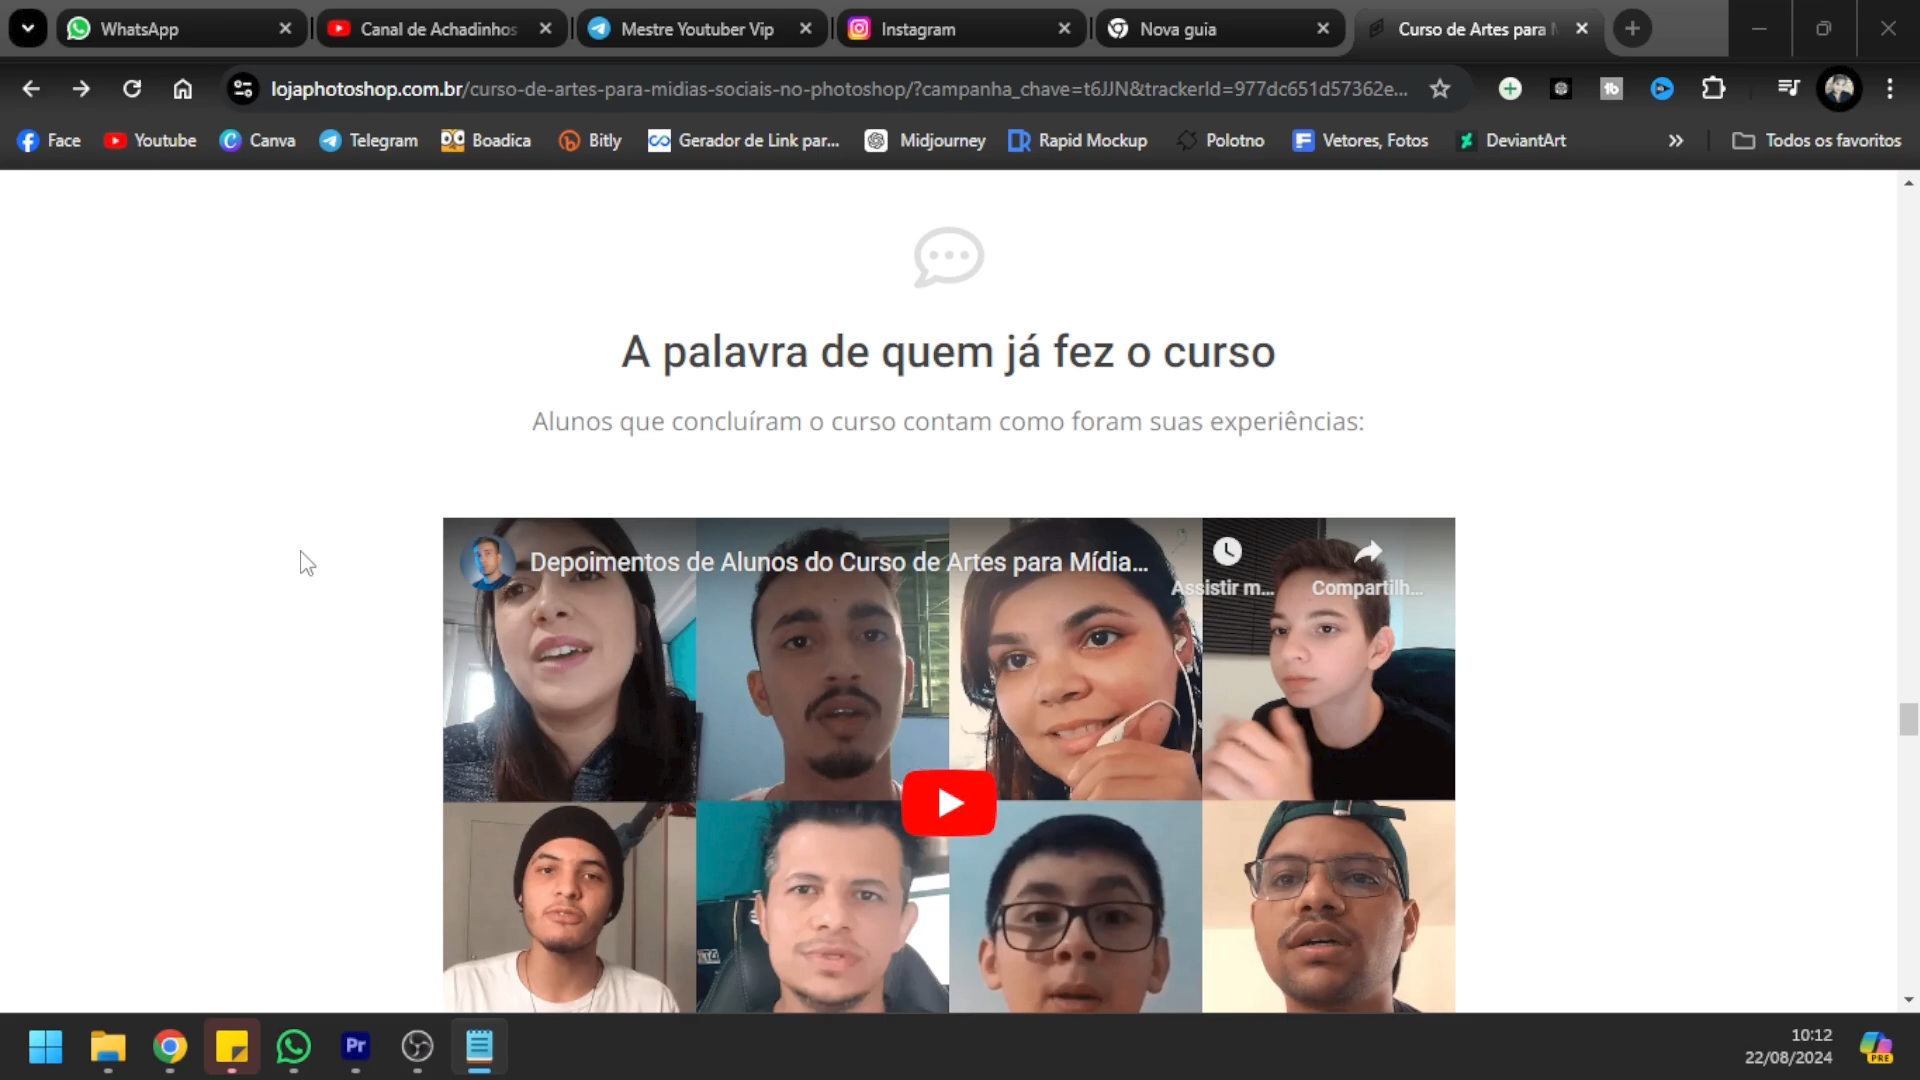 WhatsApp
Canal de Achadinhos
Mestre Youtuber Vip
Instagram
Nova guia
Curso de Artes para M
lojaphotoshop.com.br/curso-de-artes-para-midias-sociais-no-photoshop/?campanha_chave=t6JJN&trackerId=977dc651d57362e...
Face
Youtube
Canva
Telegram
Boadica
Bitly
Gerador de Link par...
Midjourney
Rapid Mockup
Polotno
Vetores, Fotos
DeviantArt
Todos os favoritos
A palavra de quem já fez o curso
Alunos que concluíram o curso contam como foram suas experiências:
Depoimentos de Alunos do Curso de Artes para Mídia...
Assistir m...
Compartilh...
Pr
10:12
22/08/2024
PRE